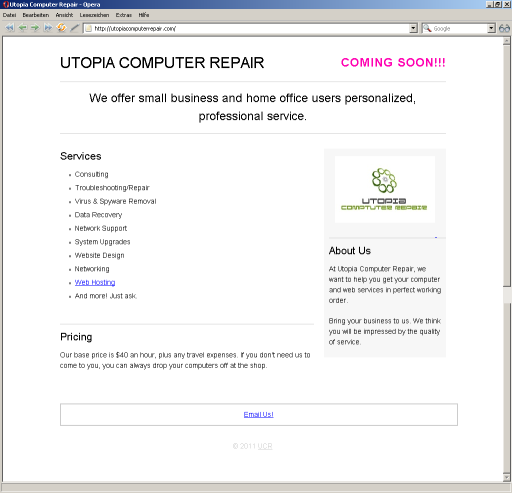 Utopia Computer Repair - Opera
Datei Bearbeiten Ansicht Lesezeichen Extras Hilfe
http://utopiacomputerrepair.com/
Google
UTOPIA COMPUTER REPAIR
COMING SOON!!!
We offer small business and home office users personalized,
professional service.
Services
Consulting
Troubleshooting/Repair
Virus & Spyware Removal
Data Recovery
Network Support
System Upgrades
Website Design
Networking
Web Hosting
And more! Just ask.
UTOPIA
COMPTUTER REPAIR
About Us
At Utopia Computer Repair, we
want to help you get your computer
and web services in perfect working
order.
Bring your business to us. We think
you will be impressed by the quality
of service.
Pricing
Our base price is $40 an hour, plus any travel expenses. If you don't need us to
come to you, you can always drop your computers off at the shop.
Email Us!
© 2011 UCR